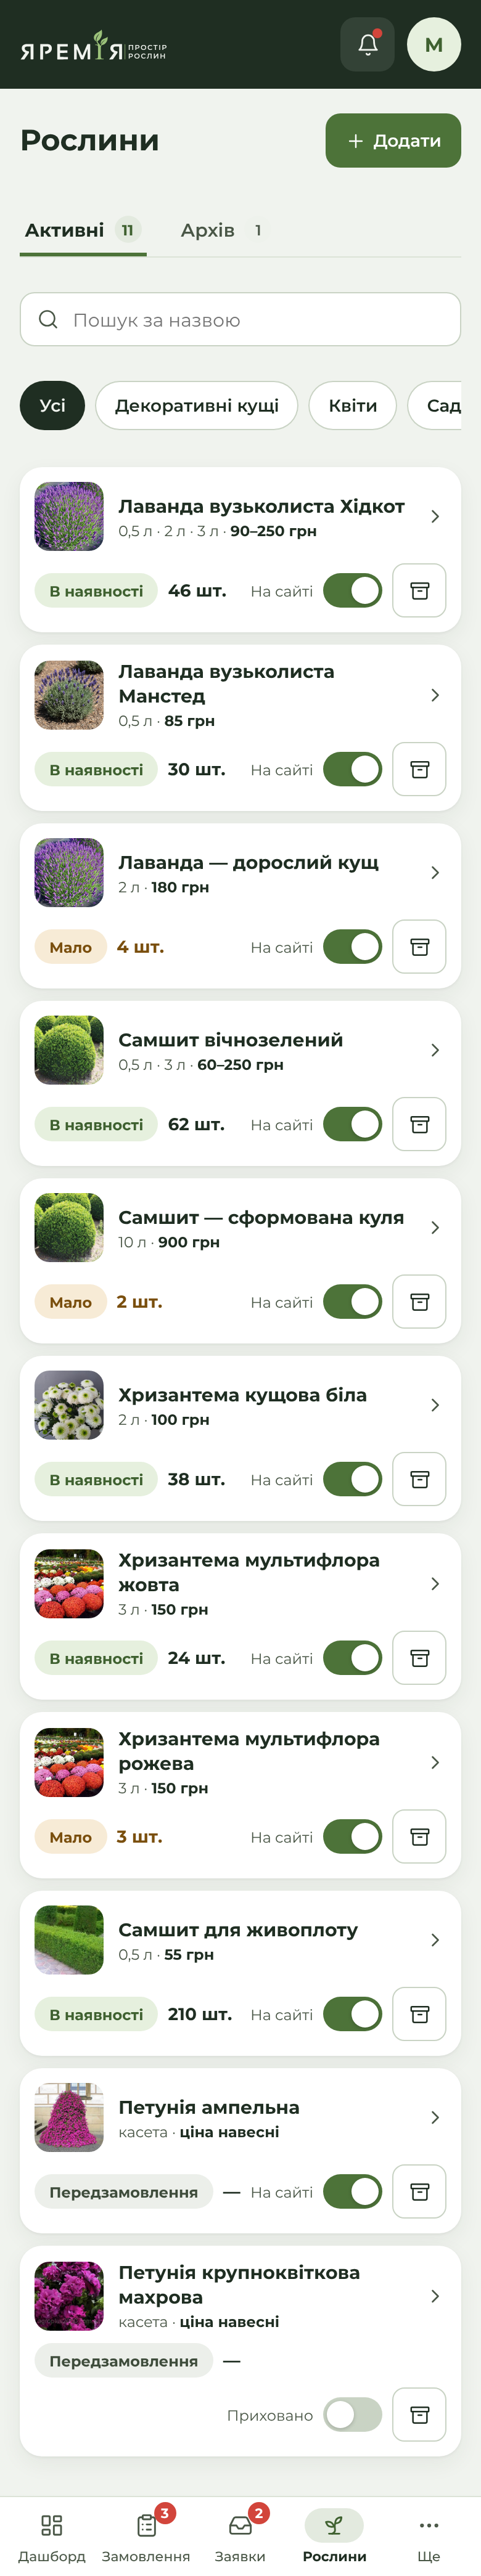 ЯРЕМІЯ ПРОСТІР РОСЛИН
М
Рослини
Додати
Активні 11 Архів 1
Пошук за назвою
Усі Декоративні кущі Квіти Сад
Лаванда вузьколиста Хідкот
0,5 л · 2 л · 3 л · 90–250 грн
В наявності 46 шт. На сайті
Лаванда вузьколиста
Манстед
0,5 л · 85 грн
В наявності 30 шт. На сайті
Лаванда — дорослий кущ
2 л · 180 грн
Мало 4 шт. На сайті
Самшит вічнозелений
0,5 л · 3 л · 60–250 грн
В наявності 62 шт. На сайті
Самшит — сформована куля
10 л · 900 грн
Мало 2 шт. На сайті
Хризантема кущова біла
2 л · 100 грн
В наявності 38 шт. На сайті
Хризантема мультифлора
жовта
3 л · 150 грн
В наявності 24 шт. На сайті
Хризантема мультифлора
рожева
3 л · 150 грн
Мало 3 шт. На сайті
Самшит для живоплоту
0,5 л · 55 грн
В наявності 210 шт. На сайті
Петунія ампельна
касета · ціна навесні
Передзамовлення — На сайті
Петунія крупноквіткова
махрова
касета · ціна навесні
Передзамовлення —
Приховано
3 2
Дашборд Замовлення Заявки Рослини Ще